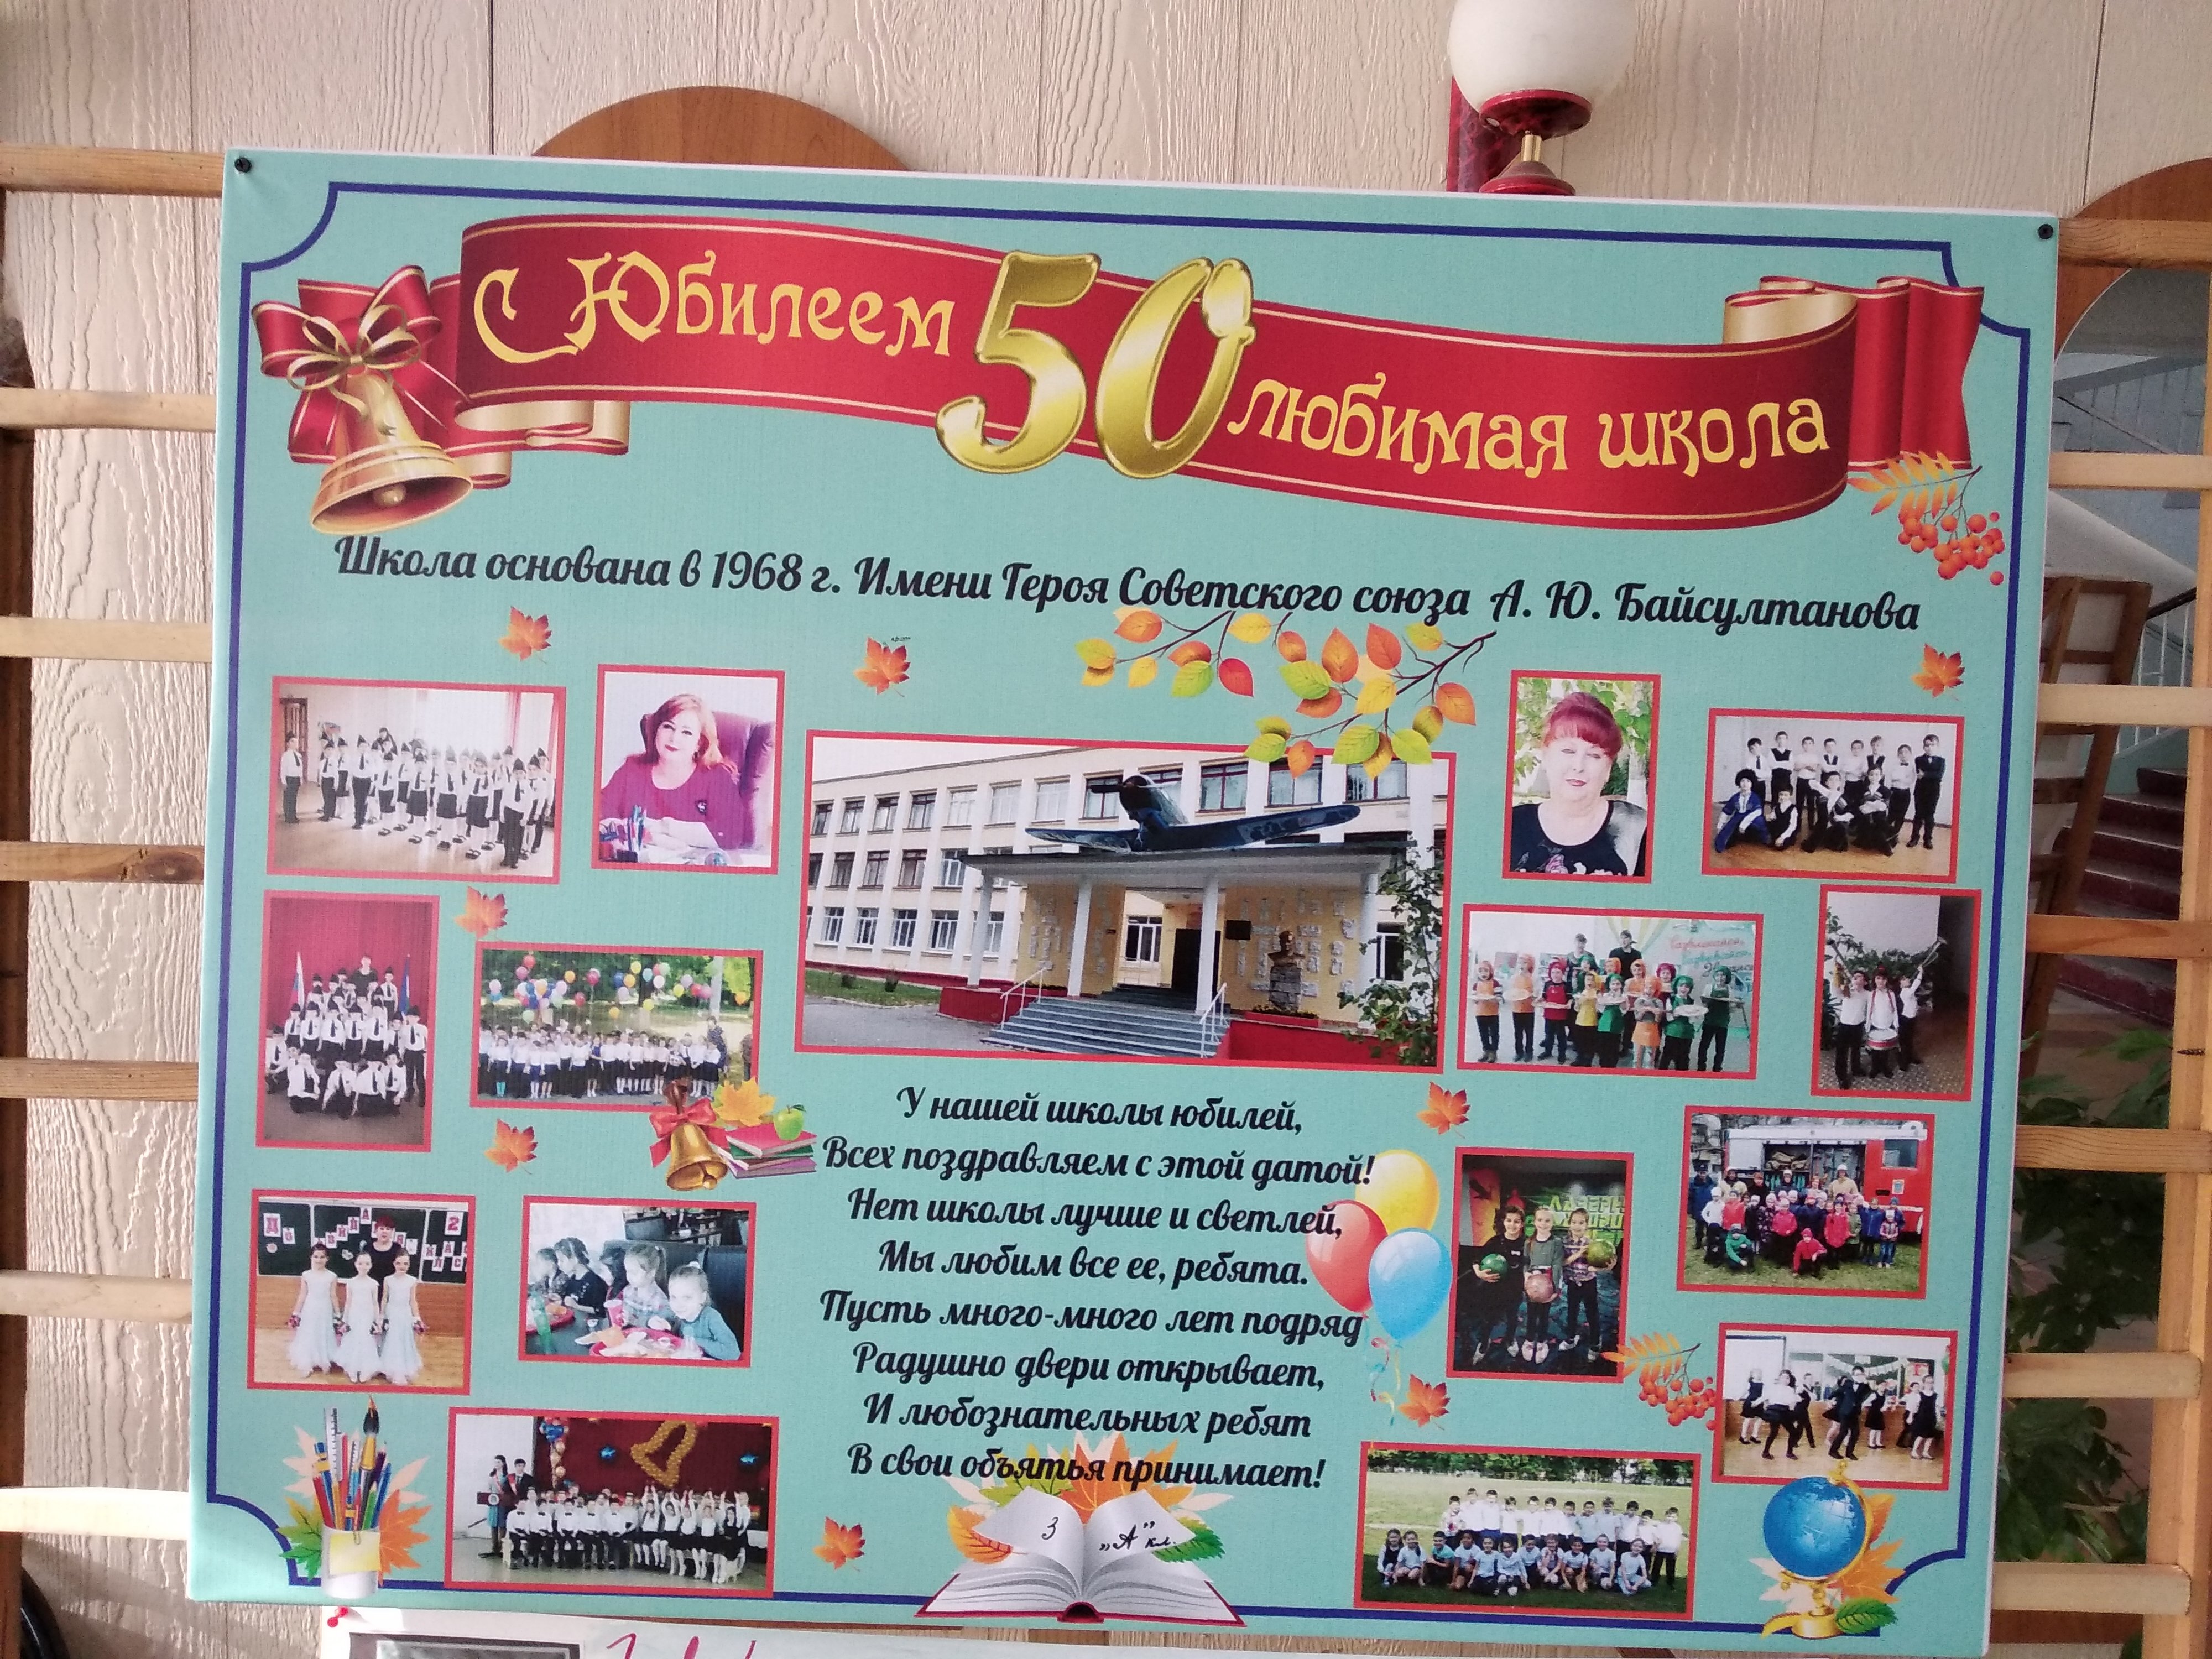 С Юбилеем 50 любимая школа
Школа основана в 1968 г. Имени Героя Советского союза А. Ю. Байсултанова
У нашей школы юбилей,
Всех поздравляем с этой датой!
Нет школы лучше и светлей,
Мы любим все ее, ребята.
Пусть много-много лет подряд
Радушно двери открывает,
И любознательных ребят
В свои объятья принимает!
3 „А" кл.